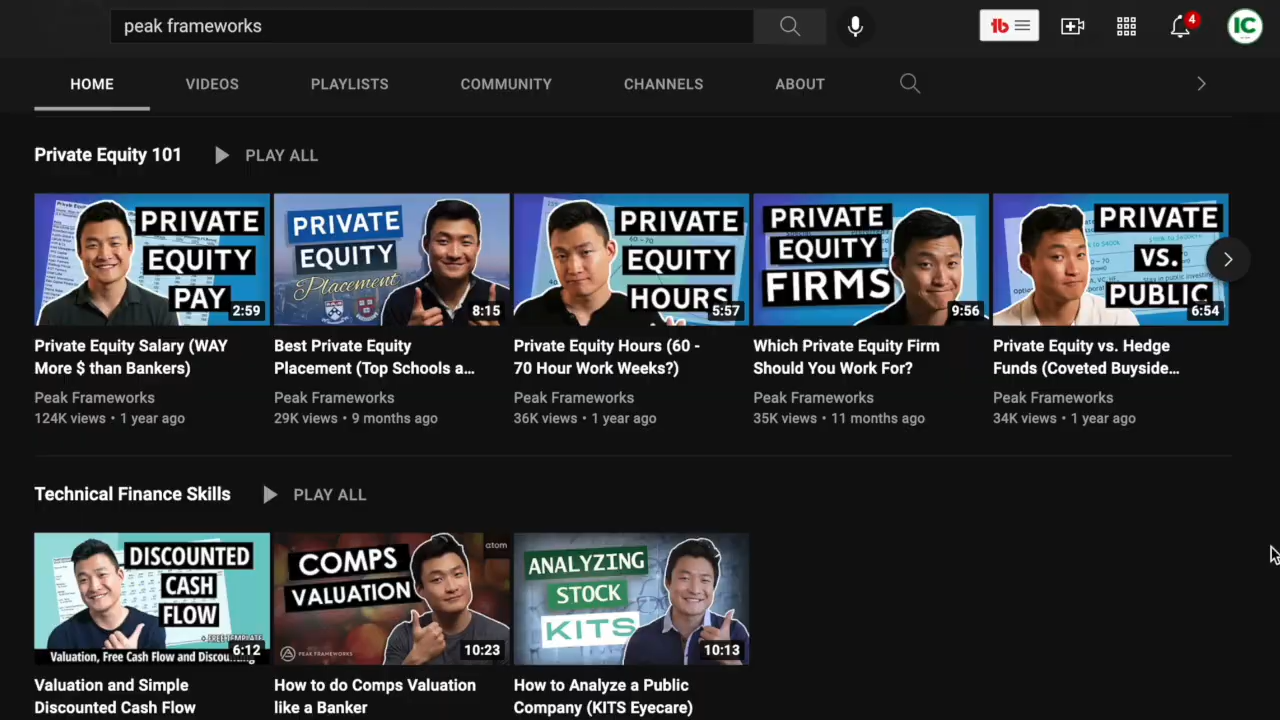 peak frameworks
4
IC
HOME VIDEOS PLAYLISTS COMMUNITY CHANNELS ABOUT
Private Equity 101 PLAY ALL
PRIVATE
EQUITY
PAY
2:59
PRIVATE
EQUITY
Placement
8:15
PRIVATE
EQUITY
HOURS
5:57
PRIVATE
EQUITY
FIRMS
9:56
PRIVATE
VS.
PUBLIC
6:54
Private Equity Salary (WAY
More $ than Bankers)
Peak Frameworks
124K views • 1 year ago
Best Private Equity
Placement (Top Schools a...
Peak Frameworks
29K views • 9 months ago
Private Equity Hours (60 -
70 Hour Work Weeks?)
Peak Frameworks
36K views • 1 year ago
Which Private Equity Firm
Should You Work For?
Peak Frameworks
35K views • 11 months ago
Private Equity vs. Hedge
Funds (Coveted Buyside...
Peak Frameworks
34K views • 1 year ago
Technical Finance Skills PLAY ALL
DISCOUNTED
CASH
FLOW
+ FREE TEMPLATE
6:12
Valuation, Free Cash Flow and
COMPS
VALUATION
atom
PEAK FRAMEWORKS
10:23
ANALYZING
STOCK
KITS
10:13
Valuation and Simple
Discounted Cash Flow
How to do Comps Valuation
like a Banker
How to Analyze a Public
Company (KITS Eyecare)